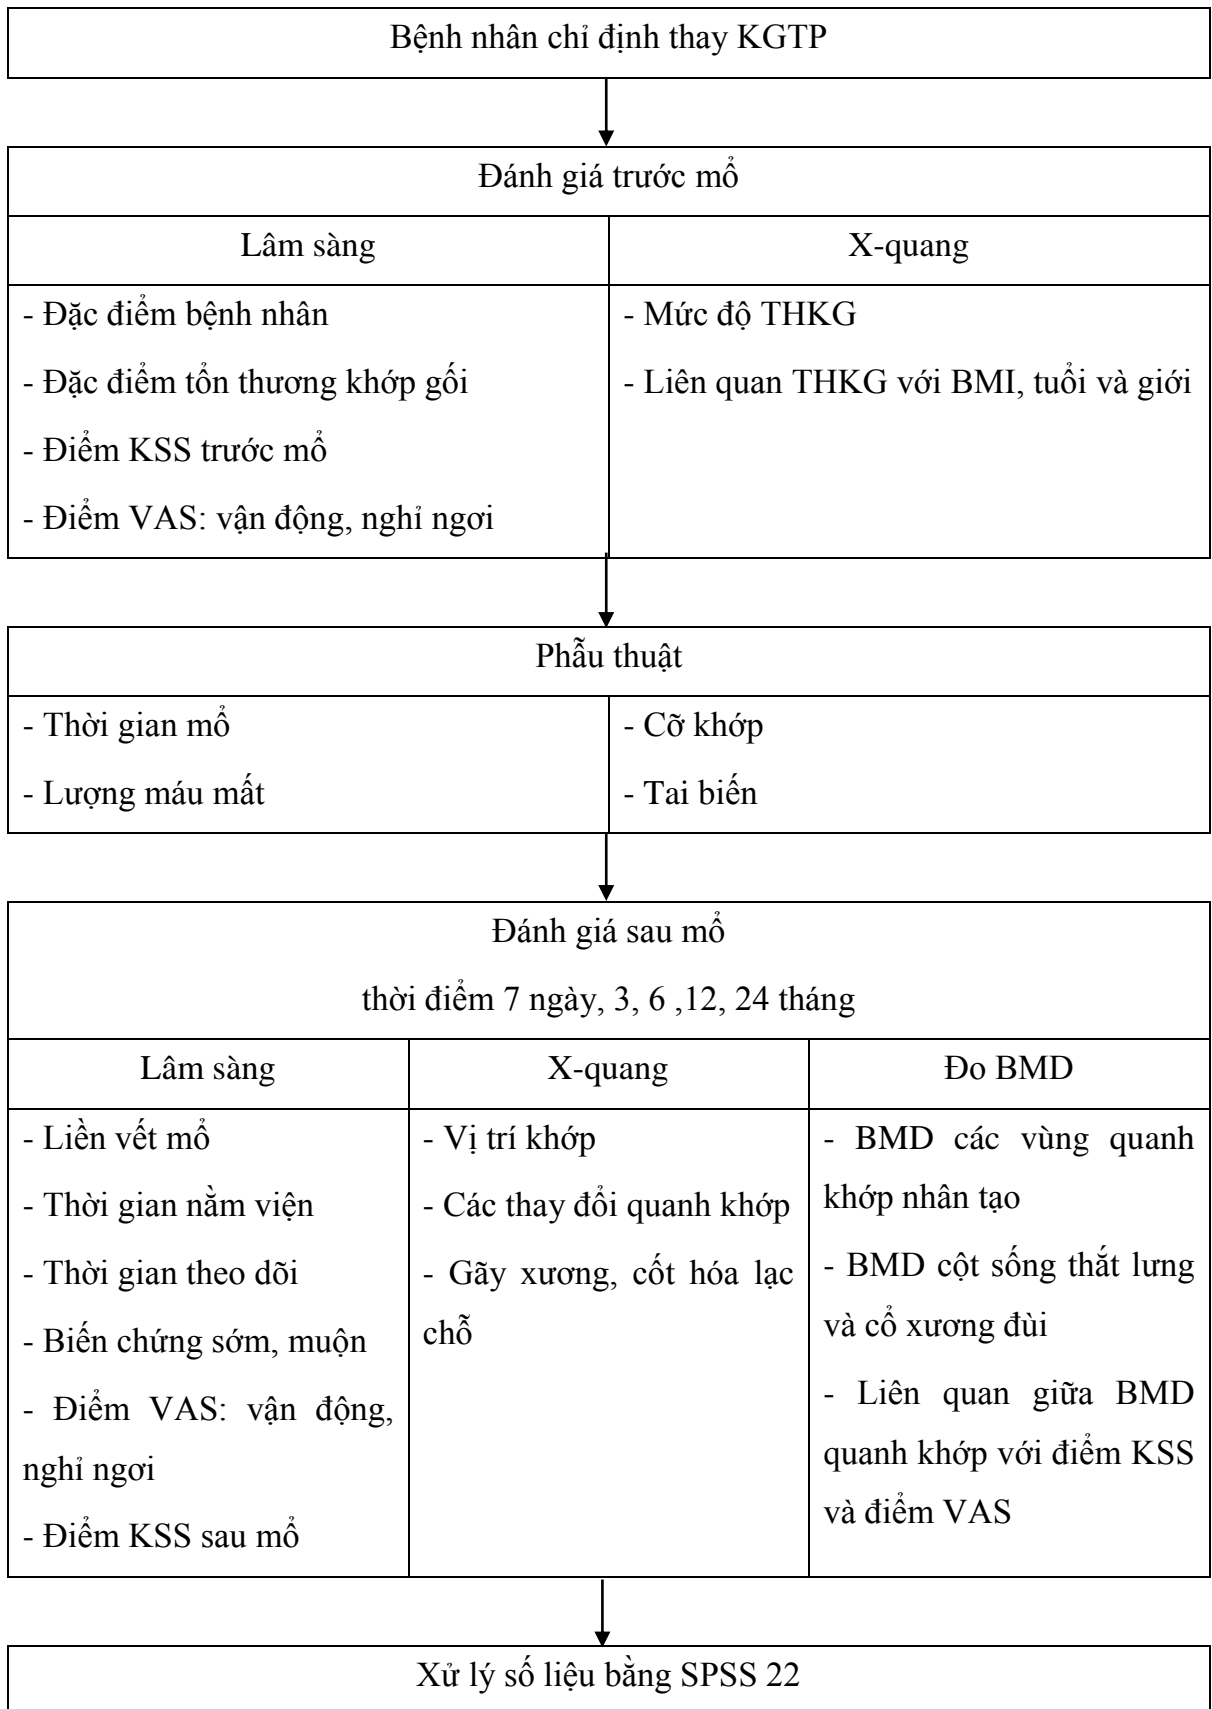 Bệnh nhân chỉ định thay KGTP
Đánh giá trước mổ
Lâm sàng
- Đặc điểm bệnh nhân
- Đặc điểm tổn thương khớp gối
- Điểm KSS trước mổ
- Điểm VAS: vận động, nghỉ ngơi
X-quang
- Mức độ THKG
- Liên quan THKG với BMI, tuổi và giới
Phẫu thuật
- Thời gian mổ
- Lượng máu mất
- Cỡ khớp
- Tai biến
Đánh giá sau mổ
thời điểm 7 ngày, 3, 6 ,12, 24 tháng
Lâm sàng
- Liền vết mổ
- Thời gian nằm viện
- Thời gian theo dõi
- Biến chứng sớm, muộn
- Điểm VAS: vận động,
nghỉ ngơi
- Điểm KSS sau mổ
X-quang
- Vị trí khớp
- Các thay đổi quanh khớp
- Gãy xương, cốt hóa lạc
chỗ
Đo BMD
- BMD các vùng quanh
khớp nhân tạo
- BMD cột sống thắt lưng
và cổ xương đùi
- Liên quan giữa BMD
quanh khớp với điểm KSS
và điểm VAS
Xử lý số liệu bằng SPSS 22